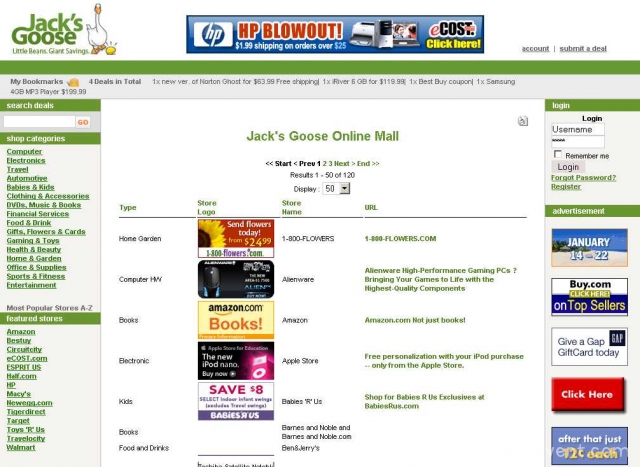 Jack's
Goose
Little Beans. Giant Savings.
hp
HP BLOWOUT!
$1.99 shipping on orders over $25
eCOST.com
Click here!
account | submit a deal
My Bookmarks 4 Deals in Total 1x new ver. of Norton Ghost for $63.99 Free shipping| 1x iRiver 6 GB for $119.99| 1x Best Buy coupon| 1x Samsung
4GB MP3 Player $199.99
search deals
GO
shop categories
Computer
Electronics
Travel
Automotive
Babies & Kids
Clothing & Accessories
DVDs, Music & Books
Financial Services
Food & Drink
Gifts, Flowers & Cards
Gaming & Toys
Health & Beauty
Home & Garden
Office & Supplies
Sports & Fitness
Entertainment
Most Popular Stores A-Z
featured stores
Amazon
Bestbuy
Circuitcity
eCOST.com
ESPRIT US
Half.com
HP
Macy's
Newegg.com
Tigerdirect
Target
Toys 'R' Us
Travelocity
Walmart
Jack's Goose Online Mall
<< Start < Prev 1 2 3 Next > End >>
Results 1 - 50 of 120
Display : 50
Type Store Logo Store Name URL
Home Garden
Send flowers
today!
from $24.99
1-800-flowers.com.
1-800-FLOWERS
1-800-FLOWERS.COM
Computer HW
ALIENWARE
Alienware
Alienware High-Performance Gaming PCs ?
Bringing Your Games to Life with the
Highest-Quality Components
Books
amazon.com
Books!
Amazon
Amazon.com Not just books!
Electronic
Apple Store for Education
The new
iPod nano.
Buy now
Apple Store
Free personalization with your iPod purchase
-- only from the Apple Store.
Kids
SAVE $8
SELECT indoor infant swings
(excludes Travel swings)
BABIES R US
Babies 'R' Us
Shop for Babies R Us Exclusives at
BabiesRus.com
Books
Barnes and Noble and
Noble and Noble.com
Food and Drinks
Ben&Jerry's
login
Login
Username
Remember me
Login
Forgot Password?
Register
advertisement
JANUARY
14 - 22
Buy.com
CLICK HERE!
on Top Sellers
Give a Gap
GiftCard today
GAP
Click Here
after that just
12¢ each